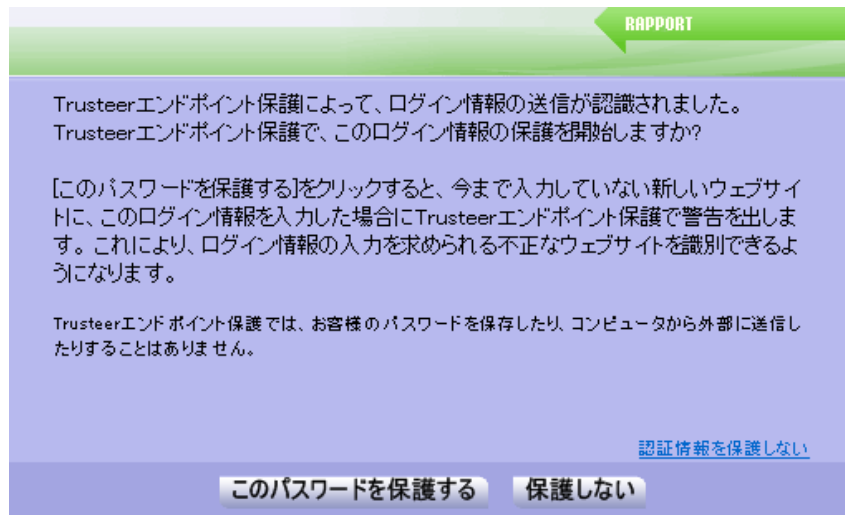 RAPPORT
Trusteerエンドポイント保護によって、ログイン情報の送信が認識されました。
Trusteerエンドポイント保護で、このログイン情報の保護を開始しますか?
[このパスワードを保護する]をクリックすると、今まで入力していない新しいウェブサイ
トに、このログイン情報を入力した場合にTrusteerエンドポイント保護で警告を出しま
す。これにより、ログイン情報の入力を求められる不正なウェブサイトを識別できるよ
うになります。
Trusteerエンドポイント保護では、お客様のパスワードを保存したり、コンピュータから外部に送信し
たりすることはありません。
認証情報を保護しない
このパスワードを保護する 保護しない